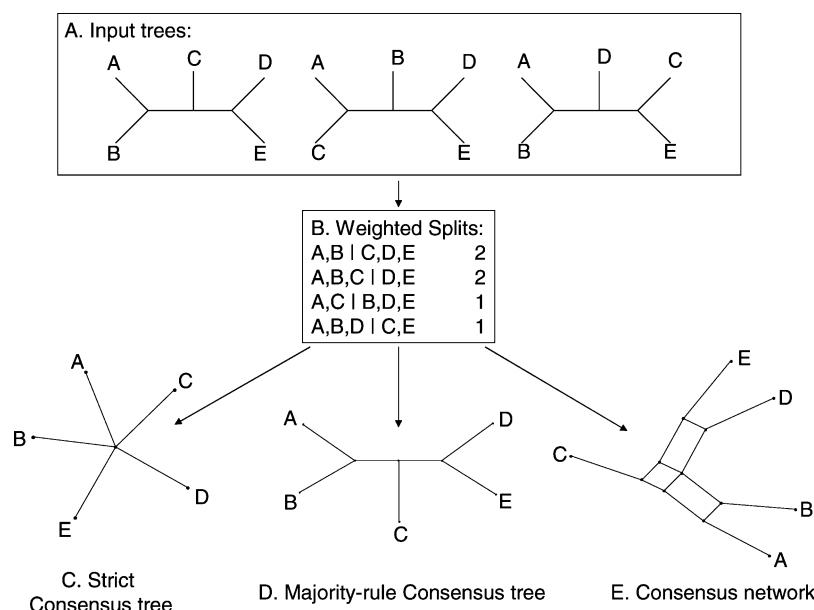 A. Input trees:
A C D
B E
A B D
C E
A D C
B E
B. Weighted Splits:
A,B | C,D,E 2
A,B,C | D,E 2
A,C | B,D,E 1
A,B,D | C,E 1
A
C
B
D
E
A
D
B
E
C
E
D
C
B
A
C. Strict
Consensus tree
D. Majority-rule Consensus tree
E. Consensus network